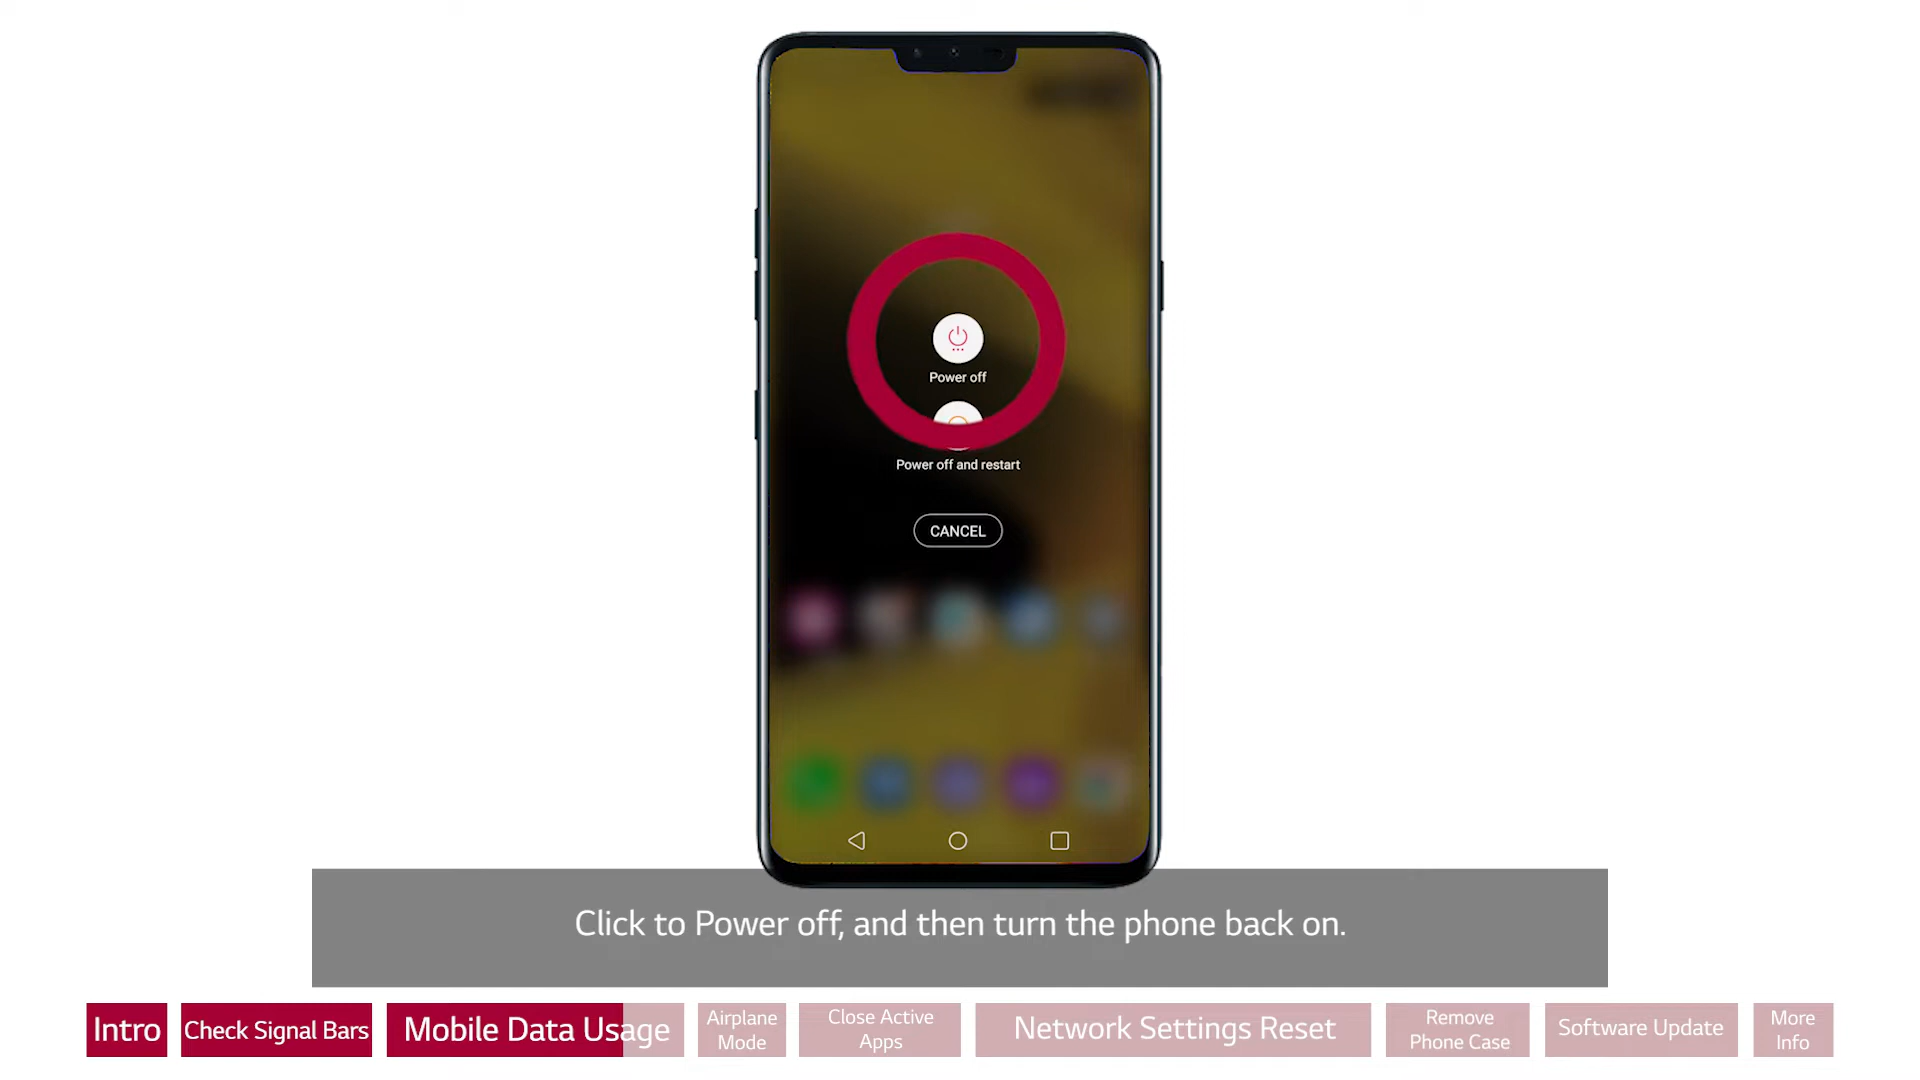 Power off
Power off and restart
CANCEL
Click to Power off, and then turn the phone back on.
Intro
Check Signal Bars
Mobile Data Usage
Airplane
Mode
Close Active
Apps
Network Settings Reset
Remove
Phone Case
Software Update
More
Info